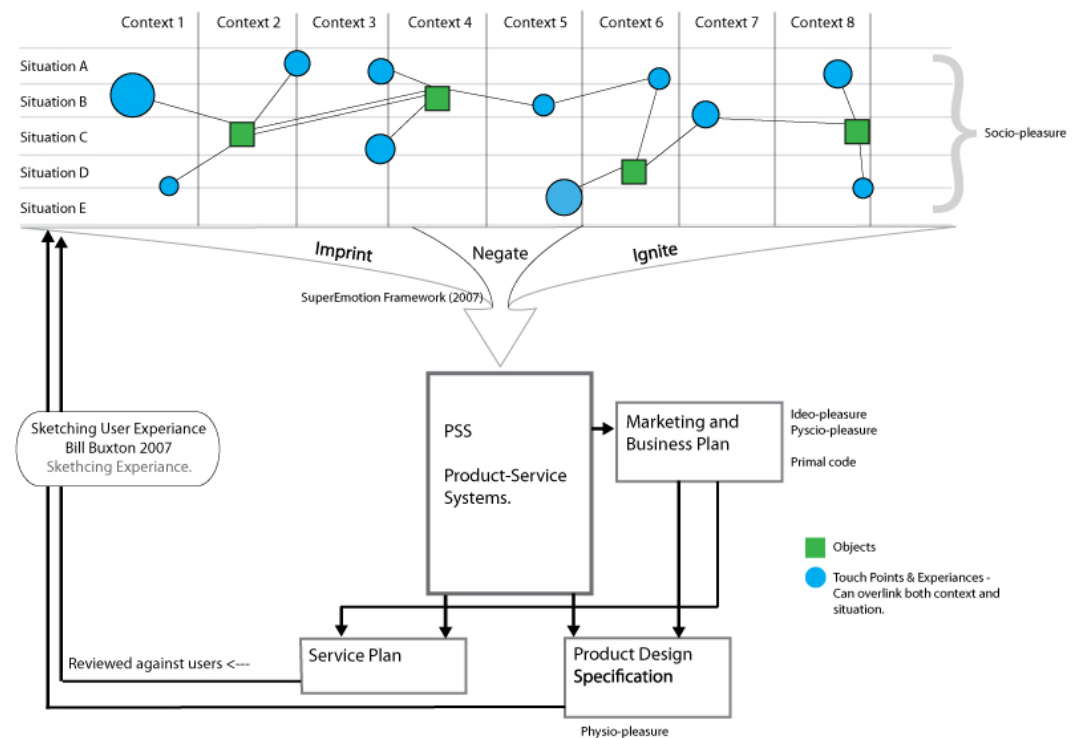 Context 1 Context 2 Context 3 Context 4 Context 5 Context 6 Context 7 Context 8
Situation A
Situation B
Situation C
Situation D
Situation E
Socio-pleasure
Imprint
Negate
Ignite
SuperEmotion Framework (2007)
PSS
Product-Service
Systems.
Marketing and
Business Plan
Ideo-pleasure
Pyscio-pleasure
Primal code
Sketching User Experiance
Bill Buxton 2007
Skethcing Experiance.
Objects
Touch Points & Experiances -
Can overlink both context and
situation.
Service Plan
Product Design
Specification
Reviewed against users <---
Physio-pleasure